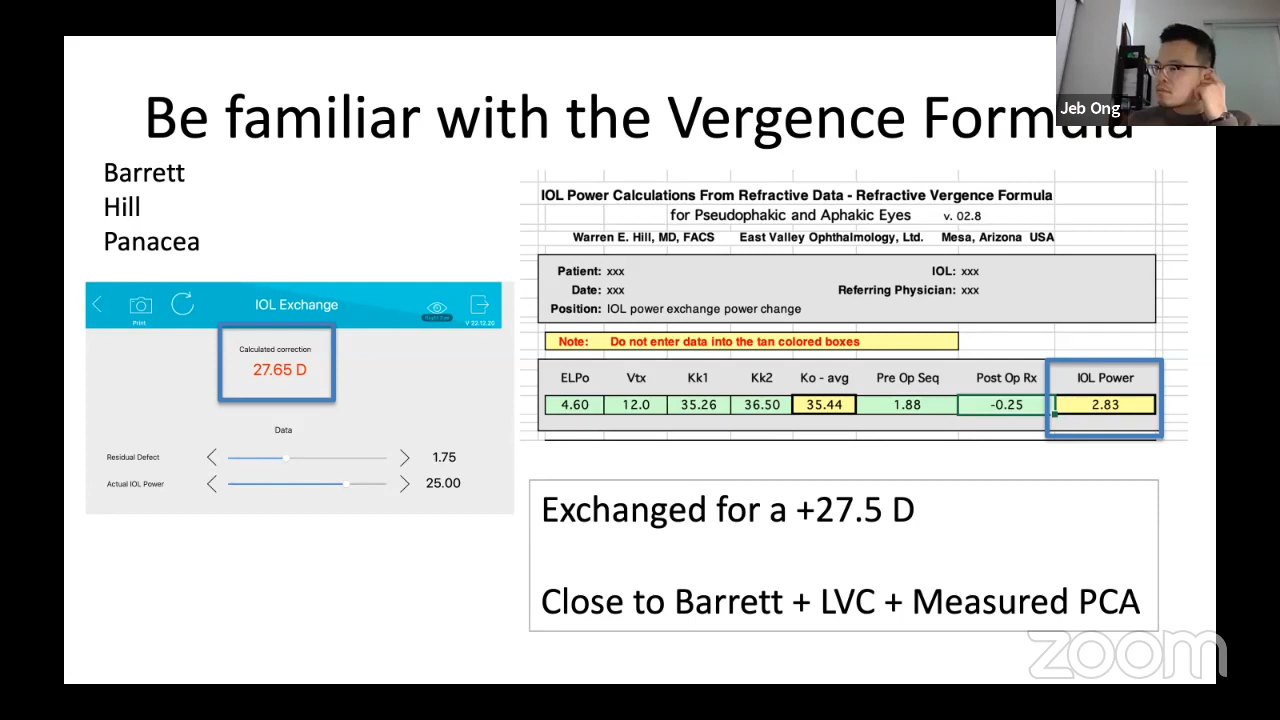 Jeb Ong
Be familiar with the Vergence Formula
Barrett
Hill
Panacea
IOL Exchange
Print
V 22.12.20
Calculated correction
27.65 D
Data
Residual Defect 1.75
Actual IOL Power 25.00
IOL Power Calculations From Refractive Data - Refractive Vergence Formula
for Pseudophakic and Aphakic Eyes v. 02.8
Warren E. Hill, MD, FACS East Valley Ophthalmology, Ltd. Mesa, Arizona USA
Patient: xxx IOL: xxx
Date: xxx Referring Physician: xxx
Position: IOL power exchange power change
Note: Do not enter data into the tan colored boxes
ELPo Vtx Kk1 Kk2 Ko - avg Pre Op Seq Post Op Rx IOL Power
4.60 12.0 35.26 36.50 35.44 1.88 -0.25 2.83
Exchanged for a +27.5 D
Close to Barrett + LVC + Measured PCA
zoom